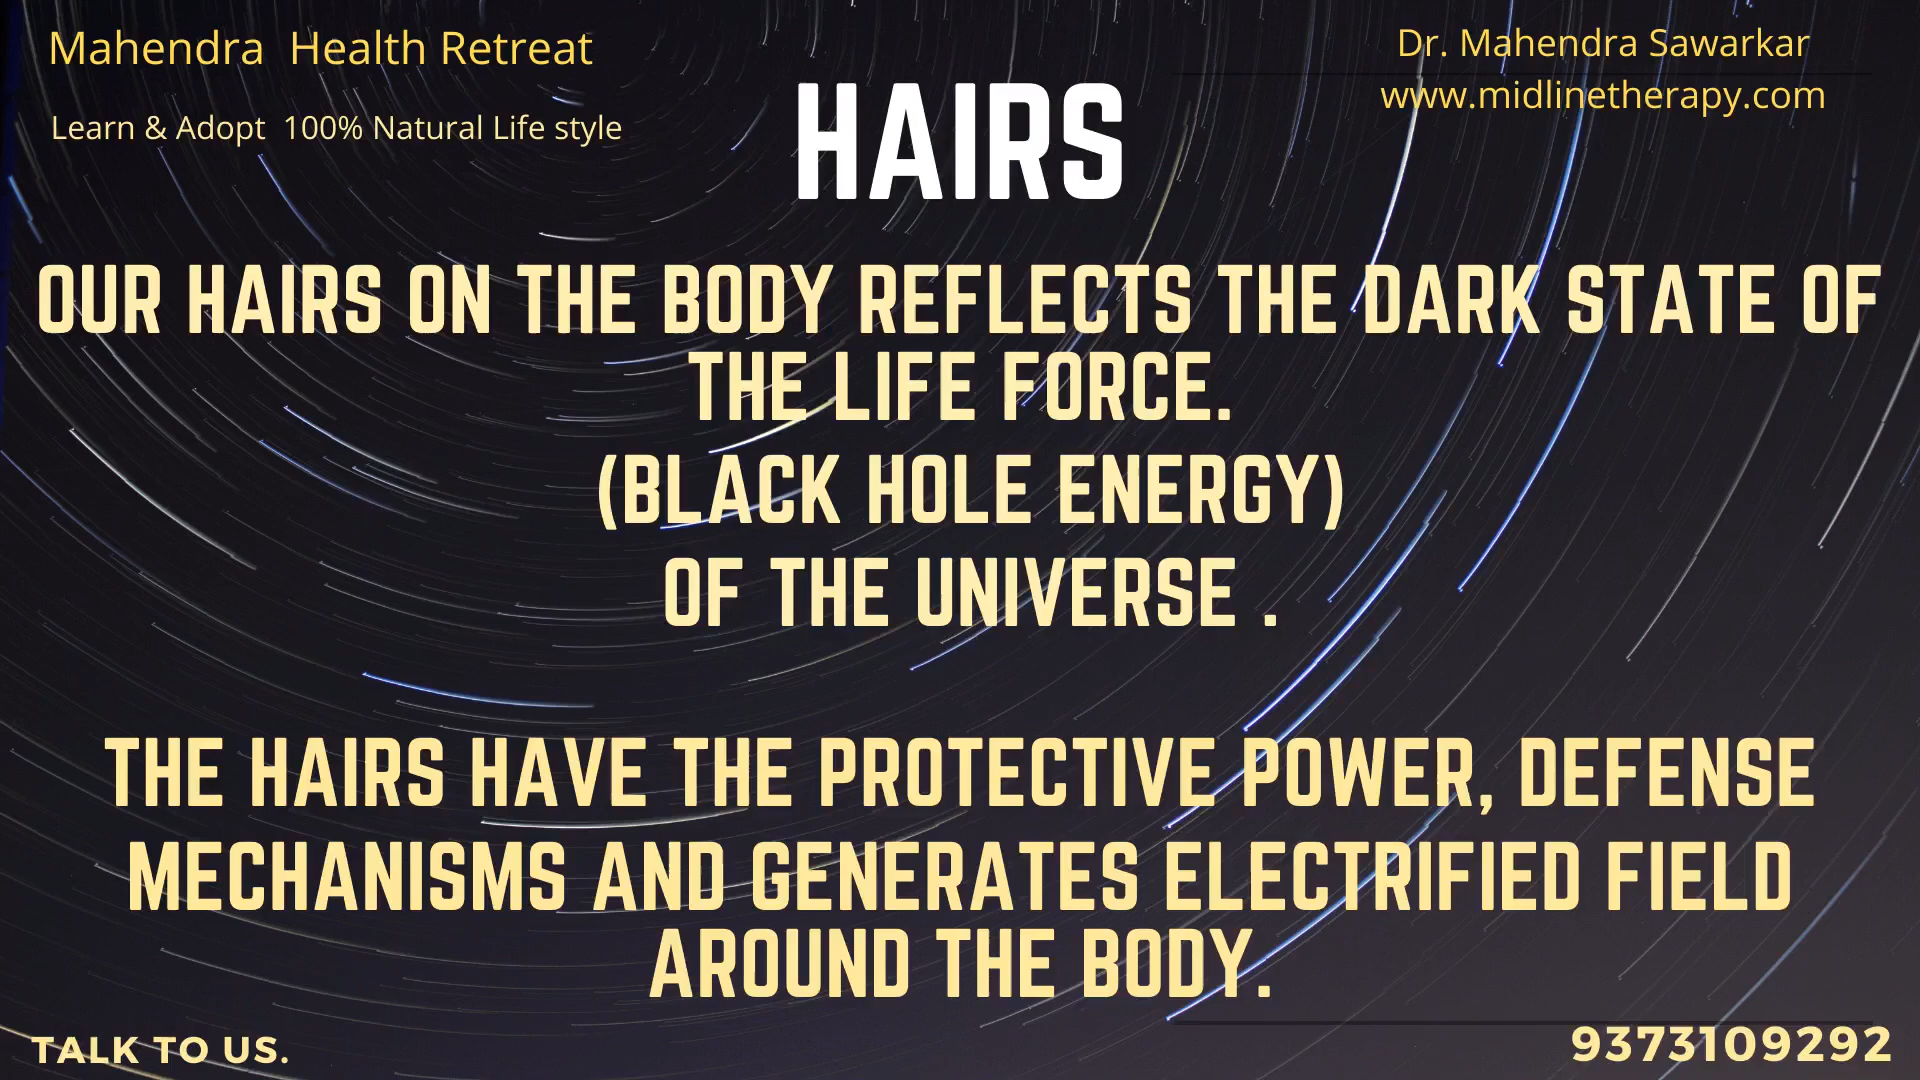 Mahendra  Health Retreat
Learn & Adopt  100% Natural Life style
Dr. Mahendra Sawarkar
www.midlinetherapy.com
HAIRS
OUR HAIRS ON THE BODY REFLECTS THE DARK STATE OF
THE LIFE FORCE.
(BLACK HOLE ENERGY)
OF THE UNIVERSE .
THE HAIRS HAVE THE PROTECTIVE POWER, DEFENSE
MECHANISMS AND GENERATES ELECTRIFIED FIELD
AROUND THE BODY.
TALK TO US.
9373109292